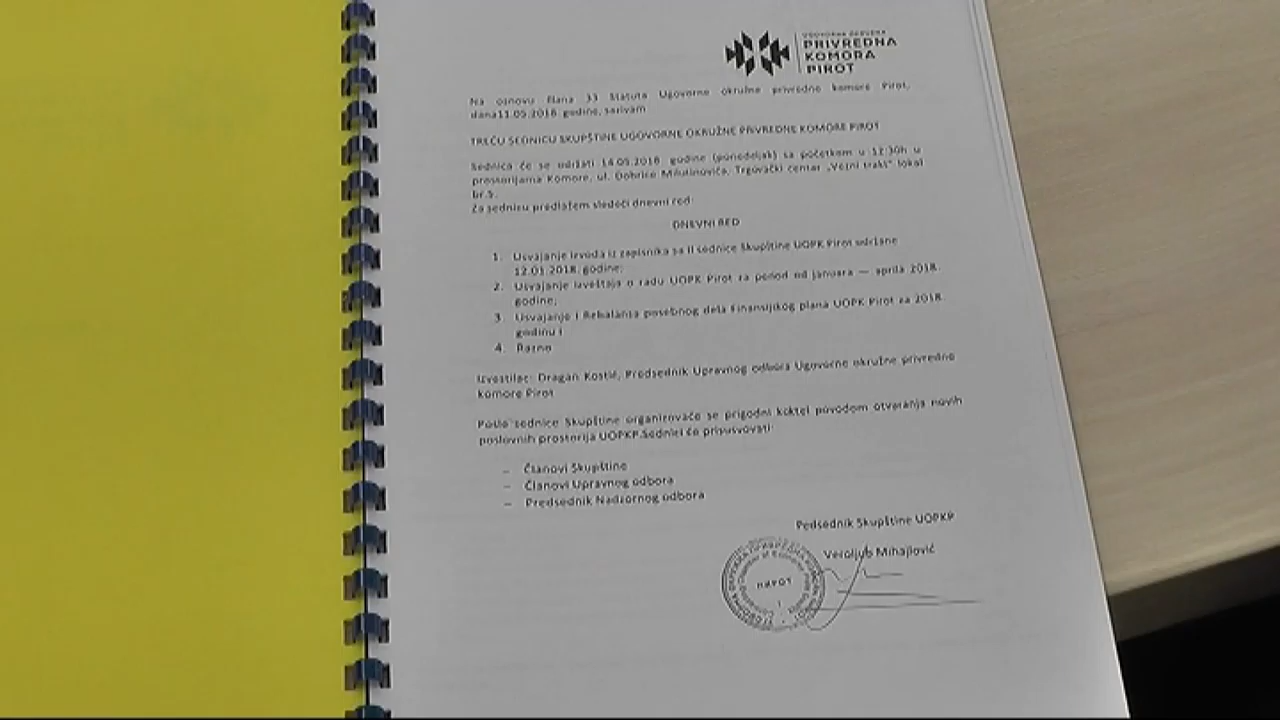 UGOVORNA OKRUŽNA
PRIVREDNA
KOMORA
PIROT
Na osnovu člana 33 Statuta Ugovorne okružne privredne komore Pirot,
dana11.05.2018. godine, sazivam
TREĆU SEDNICU SKUPŠTINE UGOVORNE OKRUŽNE PRIVREDNE KOMORE PIROT
Sednica će se održati 14.05.2018. godine (ponedeljak) sa početkom u 12:30h u
prostorijama Komore, ul. Dobrice Milutinovića, Trgovački centar lokal
br.5.
Za sednicu predlažem sledeći dnevni red:
DNEVNI RED
1. Usvajanje izvoda iz zapisnika sa II sednice Skupštine UOPK Pirot održane
12.01.2018. godine;
2. Usvajanje izveštaja o radu UOPK Pirot za period od januara — aprila 2018.
godine;
3. Usvajanje I Rebalansa posebnog dela Finansijskog plana UOPK Pirot za 2018.
godinu i
4. Razno
Izvestilac: Dragan Kostić, Predsednik Upravnog odbora Ugovorne okružne privredne
komore Pirot
Posle sednice Skupštine organizovaće se prigodni koktel povodom otvaranja novih
poslovnih prostorija UOPKP.Sednici će prisusvovati:
– Članovi Skupštine
– Članovi Upravnog odbora
– Predsednik Nadzornog odbora
Pedsednik Skupštine UOPKP
Veroljub Mihajlović
ПИРОТ